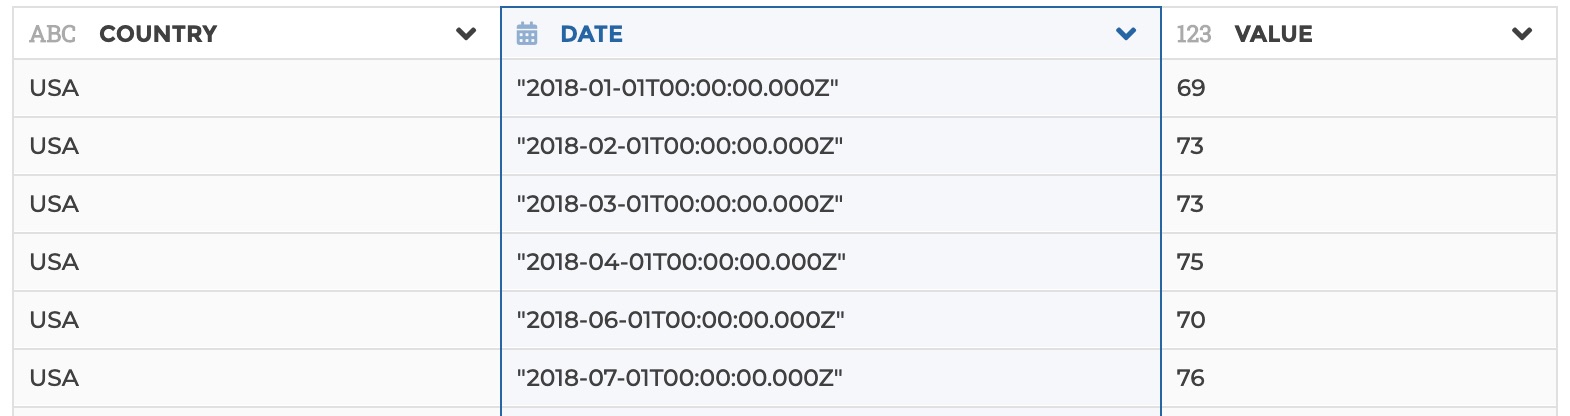 ABC COUNTRY DATE 123 VALUE
USA "2018-01-01T00:00:00.000Z" 69
USA "2018-02-01T00:00:00.000Z" 73
USA "2018-03-01T00:00:00.000Z" 73
USA "2018-04-01T00:00:00.000Z" 75
USA "2018-06-01T00:00:00.000Z" 70
USA "2018-07-01T00:00:00.000Z" 76